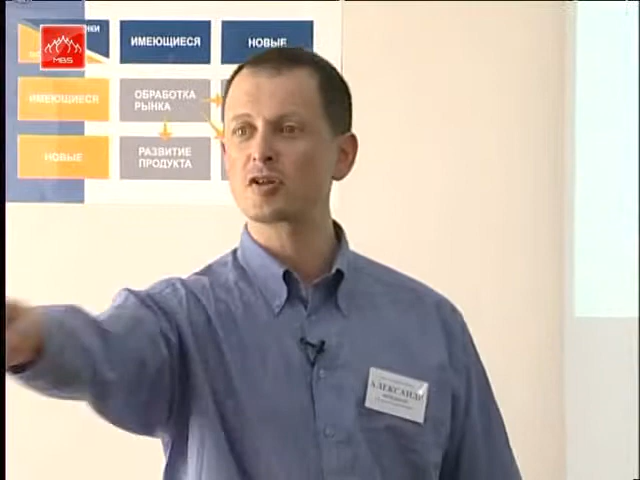 MBS
ИМЕЮЩИЕСЯ
НОВЫЕ
ИМЕЮЩИЕСЯ
ОБРАБОТКА
РЫНКА
НОВЫЕ
РАЗВИТИЕ
ПРОДУКТА
АЛЕКСАНДР